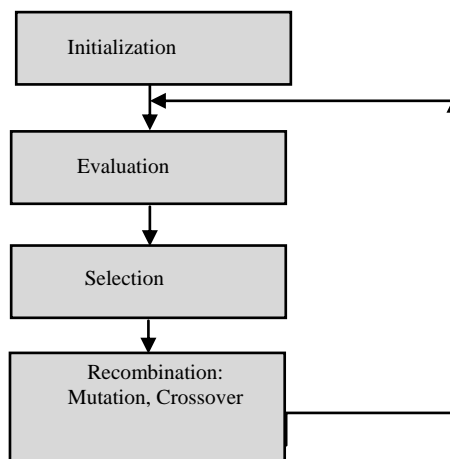 Initialization
Evaluation
Selection
Recombination:
Mutation, Crossover